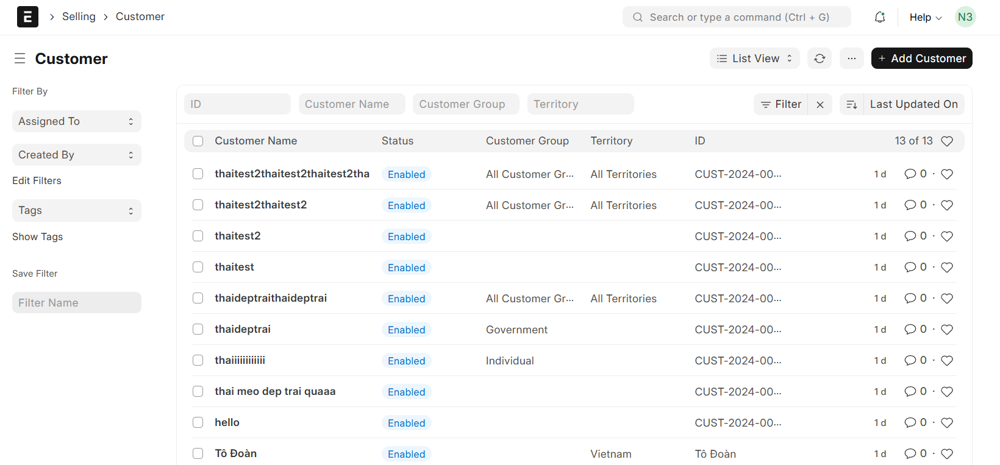 E > Selling > Customer Search or type a command (Ctrl + G) Help N3
Customer List View ... + Add Customer
Filter By
Assigned To
Created By
Edit Filters
Tags
Show Tags
Save Filter
Filter Name
ID Customer Name Customer Group Territory Filter × Last Updated On
Customer Name Status Customer Group Territory ID 13 of 13
thaitest2thaitest2thaitest2tha Enabled All Customer Gr... All Territories CUST-2024-00... 1 d 0 ·
thaitest2thaitest2 Enabled All Customer Gr... All Territories CUST-2024-00... 1 d 0 ·
thaitest2 Enabled CUST-2024-00... 1 d 0 ·
thaitest Enabled CUST-2024-00... 1 d 0 ·
thaideptraithaideptrai Enabled All Customer Gr... All Territories CUST-2024-00... 1 d 0 ·
thaideptrai Enabled Government CUST-2024-00... 1 d 0 ·
thaiiiiiiiiiiii Enabled Individual CUST-2024-00... 1 d 0 ·
thai meo dep trai quaaa Enabled CUST-2024-00... 1 d 0 ·
hello Enabled CUST-2024-00... 1 d 0 ·
Tô Đoàn Enabled Vietnam Tô Đoàn 1 d 0 ·